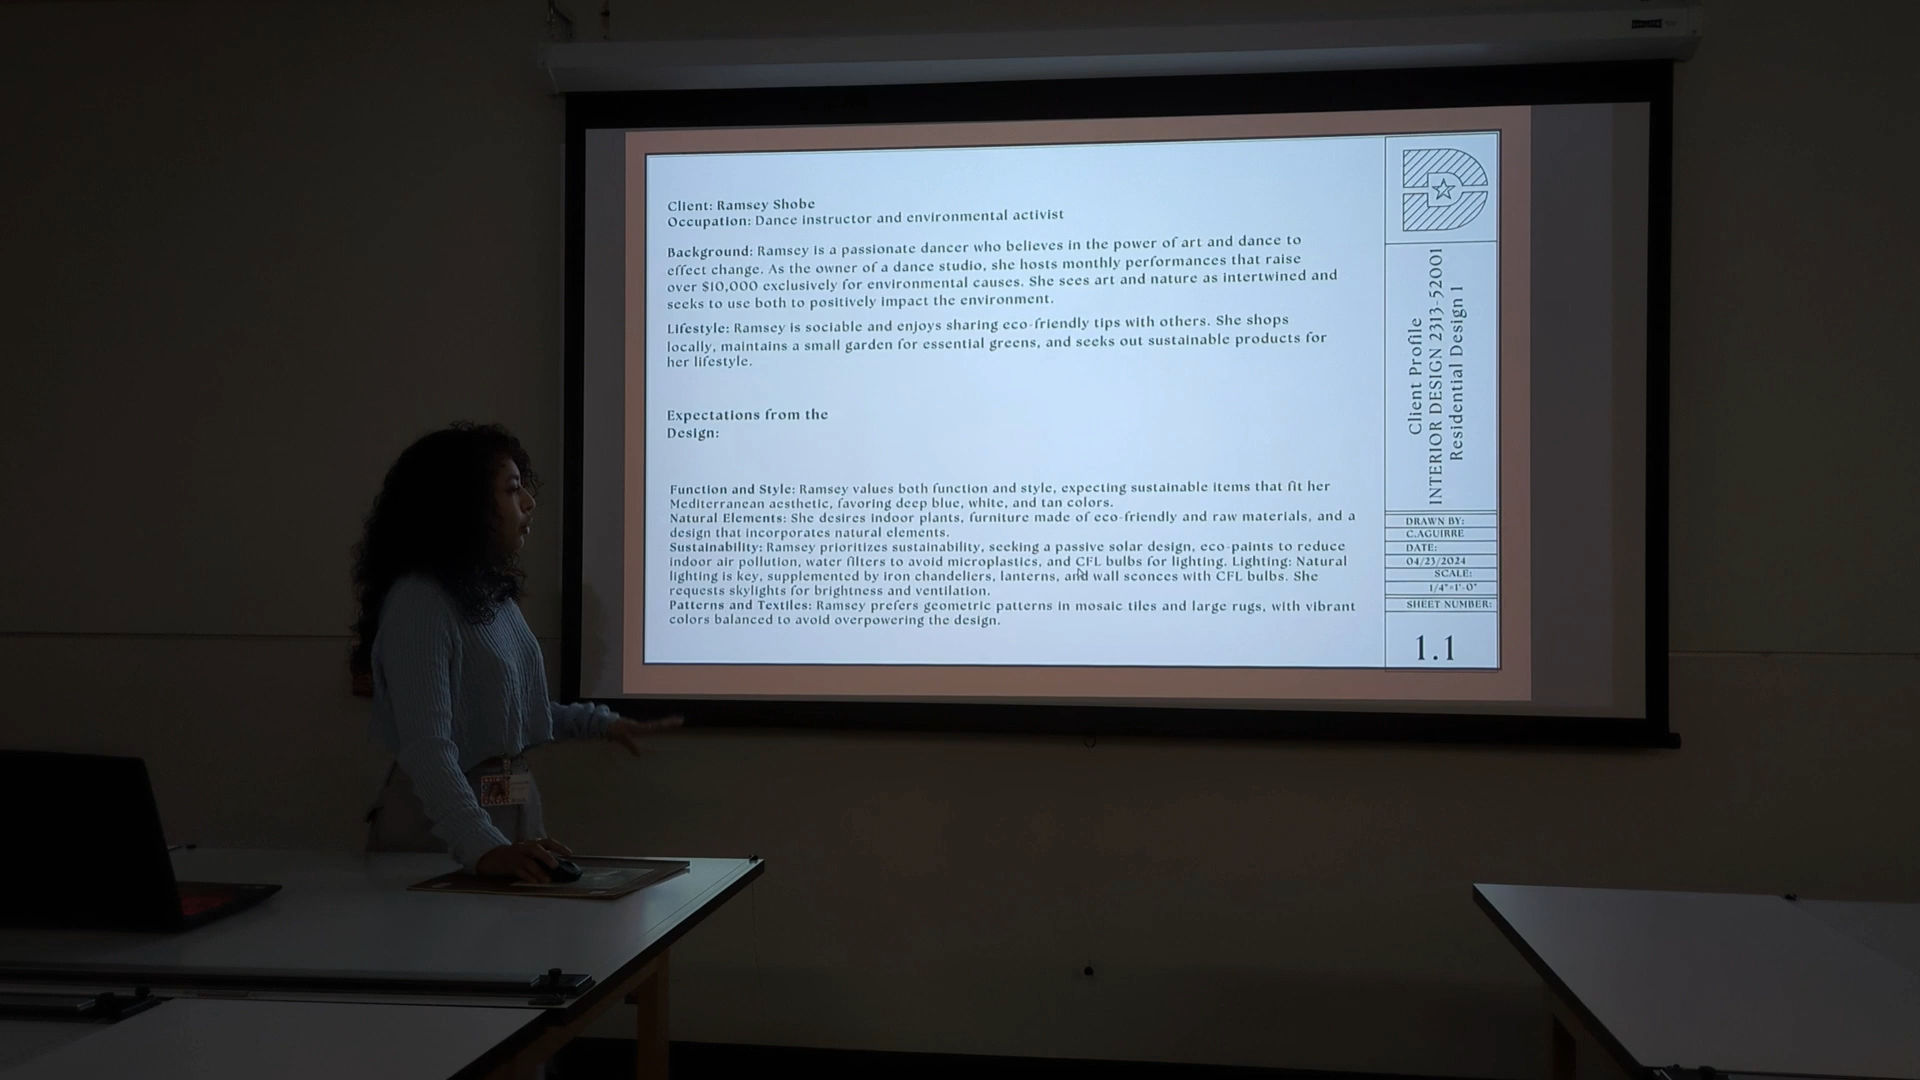 Client: Ramsey Shobe
Occupation: Dance instructor and environmental activist
Background: Ramsey is a passionate dancer who believes in the power of art and dance to
effect change. As the owner of a dance studio, she hosts monthly performances that raise
over $10,000 exclusively for environmental causes. She sees art and nature as intertwined and
seeks to use both to positively impact the environment.
Lifestyle: Ramsey is sociable and enjoys sharing eco-friendly tips with others. She shops
locally, maintains a small garden for essential greens, and seeks out sustainable products for
her lifestyle.
Expectations from the
Design:
Function and Style: Ramsey values both function and style, expecting sustainable items that fit her
Mediterranean aesthetic, favoring deep blue, white, and tan colors.
Natural Elements: She desires indoor plants, furniture made of eco-friendly and raw materials, and a
design that incorporates natural elements.
Sustainability: Ramsey prioritizes sustainability, seeking a passive solar design, eco-paints to reduce
indoor air pollution, water filters to avoid microplastics, and CFL bulbs for lighting. Lighting: Natural
lighting is key, supplemented by iron chandeliers, lanterns, and wall sconces with CFL bulbs. She
requests skylights for brightness and ventilation.
Patterns and Textiles: Ramsey prefers geometric patterns in mosaic tiles and large rugs, with vibrant
colors balanced to avoid overpowering the design.
Client Profile
INTERIOR DESIGN 2313-52001
Residential Design 1
DRAWN BY:
C.AGUIRRE
DATE:
04/23/2024
SCALE:
1/4"=1'-0"
SHEET NUMBER:
1.1